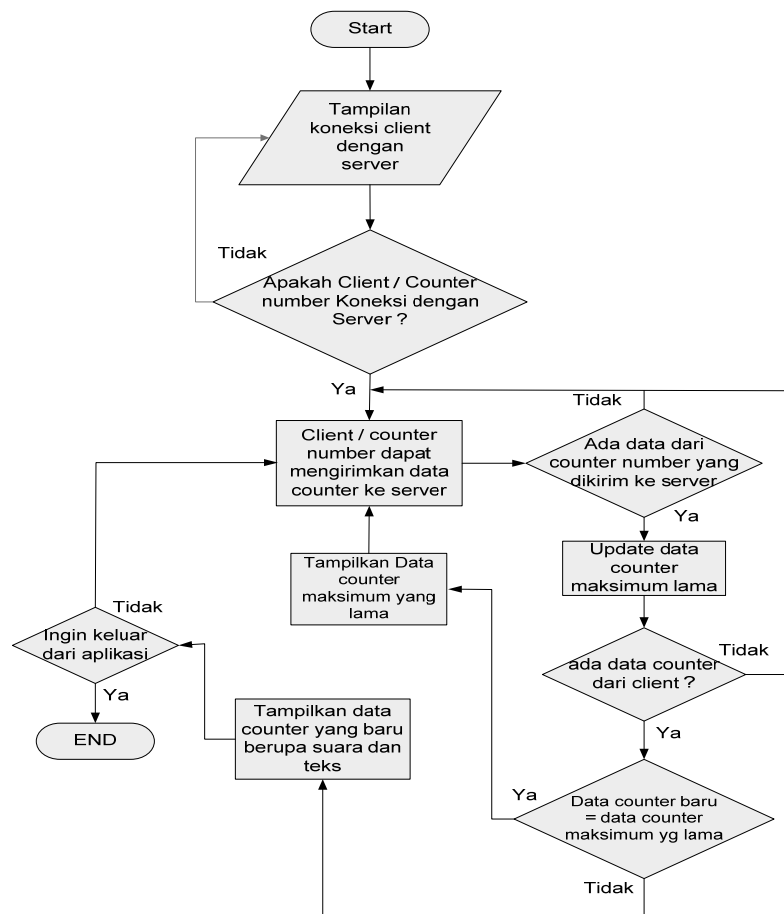 Start
Tampilan
koneksi client
dengan
server
Tidak
Apakah Client / Counter
number Koneksi dengan
Server ?
Ya
Tidak
Client / counter
number dapat
mengirimkan data
counter ke server
Ada data dari
counter number yang
dikirim ke server
Ya
Update data
counter
maksimum lama
Tampilkan Data
counter
maksimum yang
lama
Tidak
Ingin keluar
dari aplikasi
Ya
END
Tidak
ada data counter
dari client ?
Ya
Tampilkan data
counter yang baru
berupa suara dan
teks
Ya
Data counter baru
= data counter
maksimum yg lama
Tidak